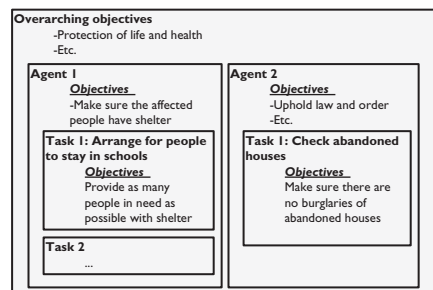 Overarching objectives
-Protection of life and health
-Etc.
Agent 1
Objectives
-Make sure the affected
people have shelter
Task 1: Arrange for people
to stay in schools
Objectives
Provide as many
people in need as
possible with shelter
Task 2
...
Agent 2
Objectives
-Uphold law and order
-Etc.
Task 1: Check abandoned
houses
Objectives
Make sure there are
no burglaries of
abandoned houses